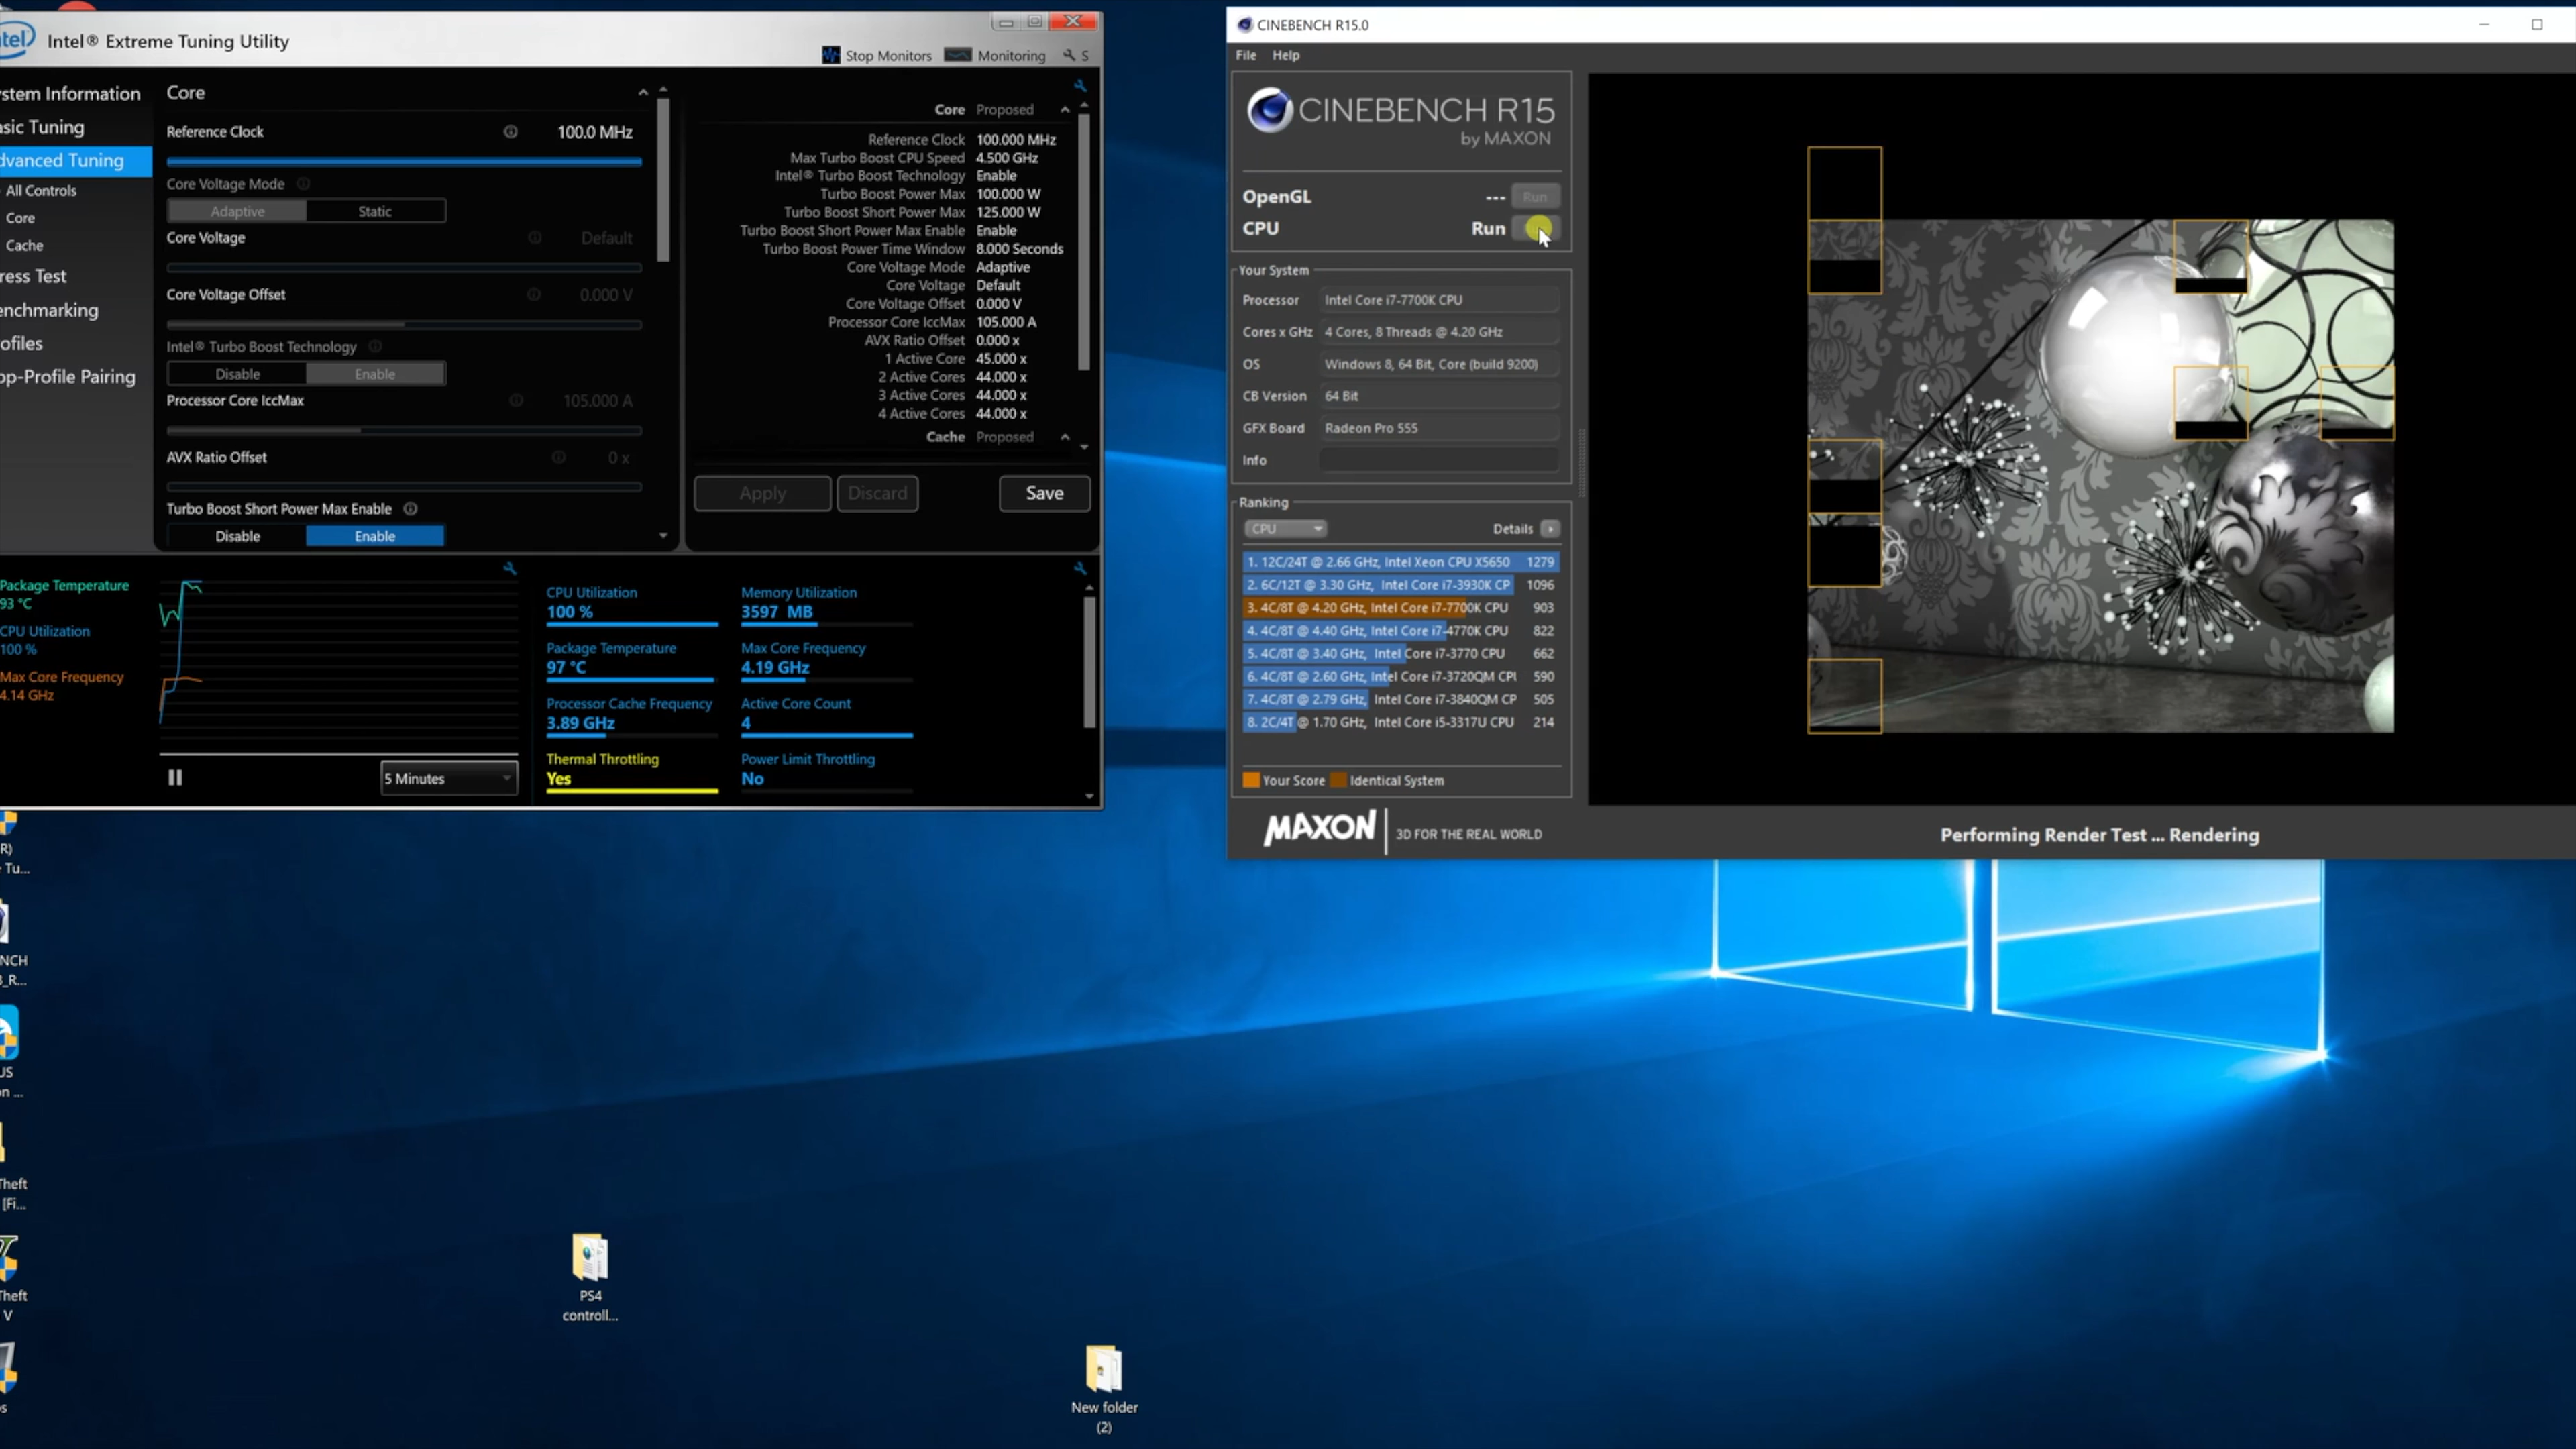 intel Intel® Extreme Tuning Utility
Stop Monitors Monitoring S
stem Information
sic Tuning
dvanced Tuning
All Controls
Core
Cache
ress Test
enchmarking
ofiles
pp-Profile Pairing
Core
Reference Clock 100.0 MHz
Core Voltage Mode
Adaptive Static
Core Voltage Default
Core Voltage Offset 0.000 V
Intel® Turbo Boost Technology
Disable Enable
Processor Core IccMax 105.000 A
AVX Ratio Offset 0 x
Turbo Boost Short Power Max Enable
Disable Enable
Core Proposed
Reference Clock 100.000 MHz
Max Turbo Boost CPU Speed 4.500 GHz
Intel® Turbo Boost Technology Enable
Turbo Boost Power Max 100.000 W
Turbo Boost Short Power Max 125.000 W
Turbo Boost Short Power Max Enable Enable
Turbo Boost Power Time Window 8.000 Seconds
Core Voltage Mode Adaptive
Core Voltage Default
Core Voltage Offset 0.000 V
Processor Core IccMax 105.000 A
AVX Ratio Offset 0.000 x
1 Active Core 45.000 x
2 Active Cores 44.000 x
3 Active Cores 44.000 x
4 Active Cores 44.000 x
Cache Proposed
Apply Discard Save
Package Temperature
93 °C
CPU Utilization
100 %
Max Core Frequency
4.14 GHz
5 Minutes
CPU Utilization
100 %
Memory Utilization
3597 MB
Package Temperature
97 °C
Max Core Frequency
4.19 GHz
Processor Cache Frequency
3.89 GHz
Active Core Count
4
Thermal Throttling
Yes
Power Limit Throttling
No
CINEBENCH R15.0
File Help
CINEBENCH R15
by MAXON
OpenGL --- Run
CPU Run
Your System
Processor Intel Core i7-7700K CPU
Cores x GHz 4 Cores, 8 Threads @ 4.20 GHz
OS Windows 8, 64 Bit, Core (build 9200)
CB Version 64 Bit
GFX Board Radeon Pro 555
Info
Ranking
CPU Details
1. 12C/24T @ 2.66 GHz, Intel Xeon CPU X5650 1279
2. 6C/12T @ 3.30 GHz, Intel Core i7-3930K CP 1096
3. 4C/8T @ 4.20 GHz, Intel Core i7-7700K CPU 903
4. 4C/8T @ 4.40 GHz, Intel Core i7-4770K CPU 822
5. 4C/8T @ 3.40 GHz, Intel Core i7-3770 CPU 662
6. 4C/8T @ 2.60 GHz, Intel Core i7-3720QM CPU 590
7. 4C/8T @ 2.79 GHz, Intel Core i7-3840QM CP 505
8. 2C/4T @ 1.70 GHz, Intel Core i5-3317U CPU 214
Your Score Identical System
MAXON 3D FOR THE REAL WORLD
Performing Render Test ... Rendering
R)
Tu...
NCH
_R...
US
on ...
Theft
[Fi...
Theft
V
os
PS4
controll...
New folder
(2)